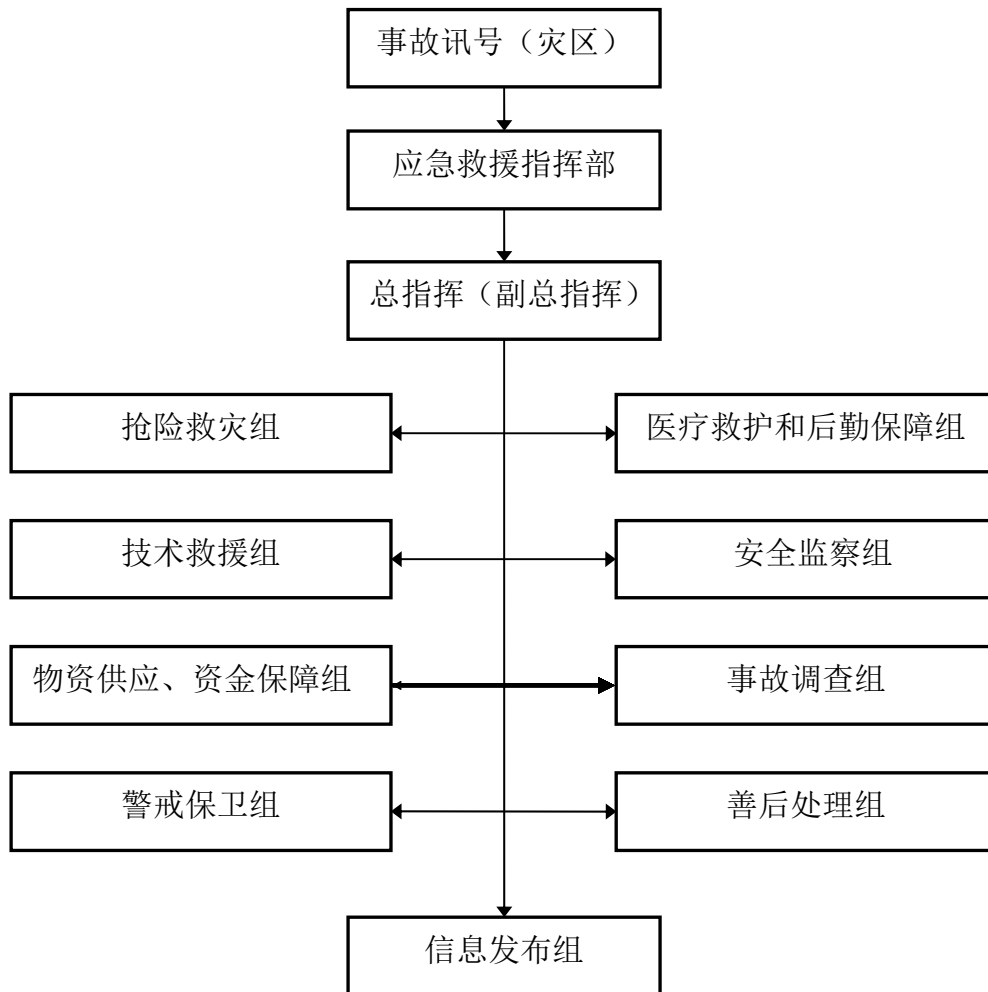 事故讯号（灾区）
应急救援指挥部
总指挥（副总指挥）
抢险救灾组
医疗救护和后勤保障组
技术救援组
安全监察组
物资供应、资金保障组
事故调查组
警戒保卫组
善后处理组
信息发布组